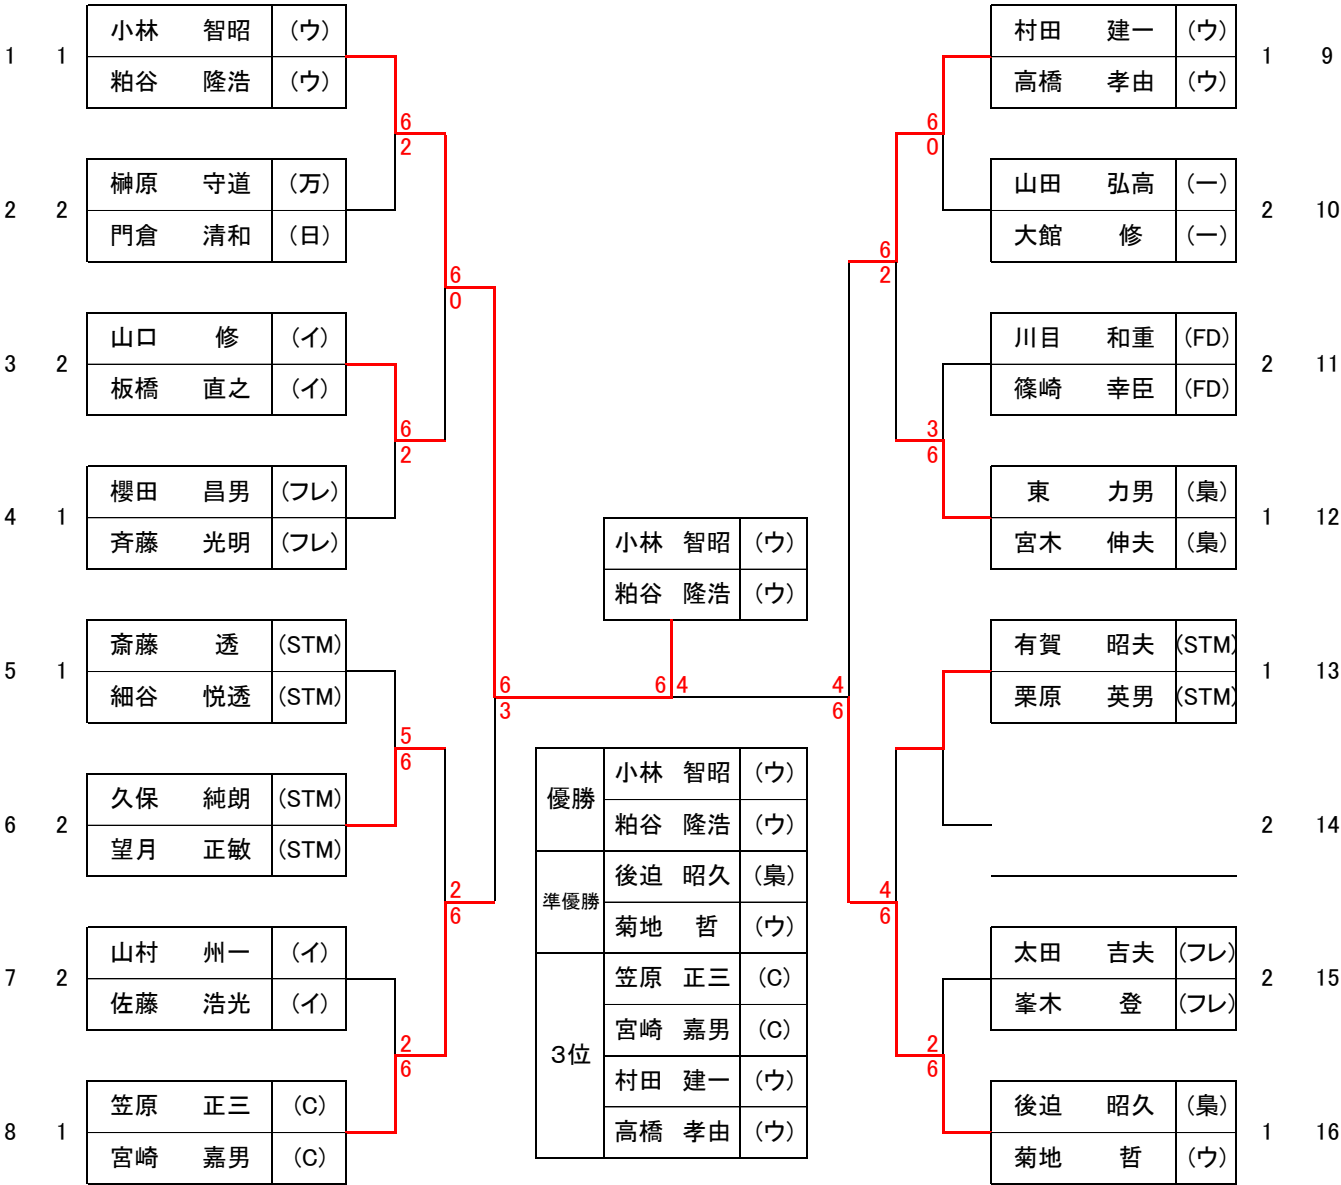 1 1 小林 智昭 (ウ)
粕谷 隆浩 (ウ)
6
2
2 2 榊原 守道 (万)
門倉 清和 (日)
6
0
3 2 山口 修 (イ)
板橋 直之 (イ)
6
2
4 1 櫻田 昌男 (フレ)
斉藤 光明 (フレ)
6
3
5 1 斎藤 透 (STM)
細谷 悦透 (STM)
5
6
6 2 久保 純朗 (STM)
望月 正敏 (STM)
2
6
7 2 山村 州一 (イ)
佐藤 浩光 (イ)
2
6
8 1 笠原 正三 (C)
宮崎 嘉男 (C)
小林 智昭 (ウ)
粕谷 隆浩 (ウ)
6 4
優勝 小林 智昭 (ウ)
粕谷 隆浩 (ウ)
準優勝 後迫 昭久 (梟)
菊地 哲 (ウ)
3位 笠原 正三 (C)
宮崎 嘉男 (C)
村田 建一 (ウ)
高橋 孝由 (ウ)
村田 建一 (ウ) 1 9
高橋 孝由 (ウ)
6
0
山田 弘高 (一) 2 10
大館 修 (一)
6
2
川目 和重 (FD) 2 11
篠崎 幸臣 (FD)
3
6
東 力男 (梟) 1 12
宮木 伸夫 (梟)
4
6
有賀 昭夫 (STM) 1 13
栗原 英男 (STM)
2 14
4
6
太田 吉夫 (フレ) 2 15
峯木 登 (フレ)
2
6
後迫 昭久 (梟) 1 16
菊地 哲 (ウ)